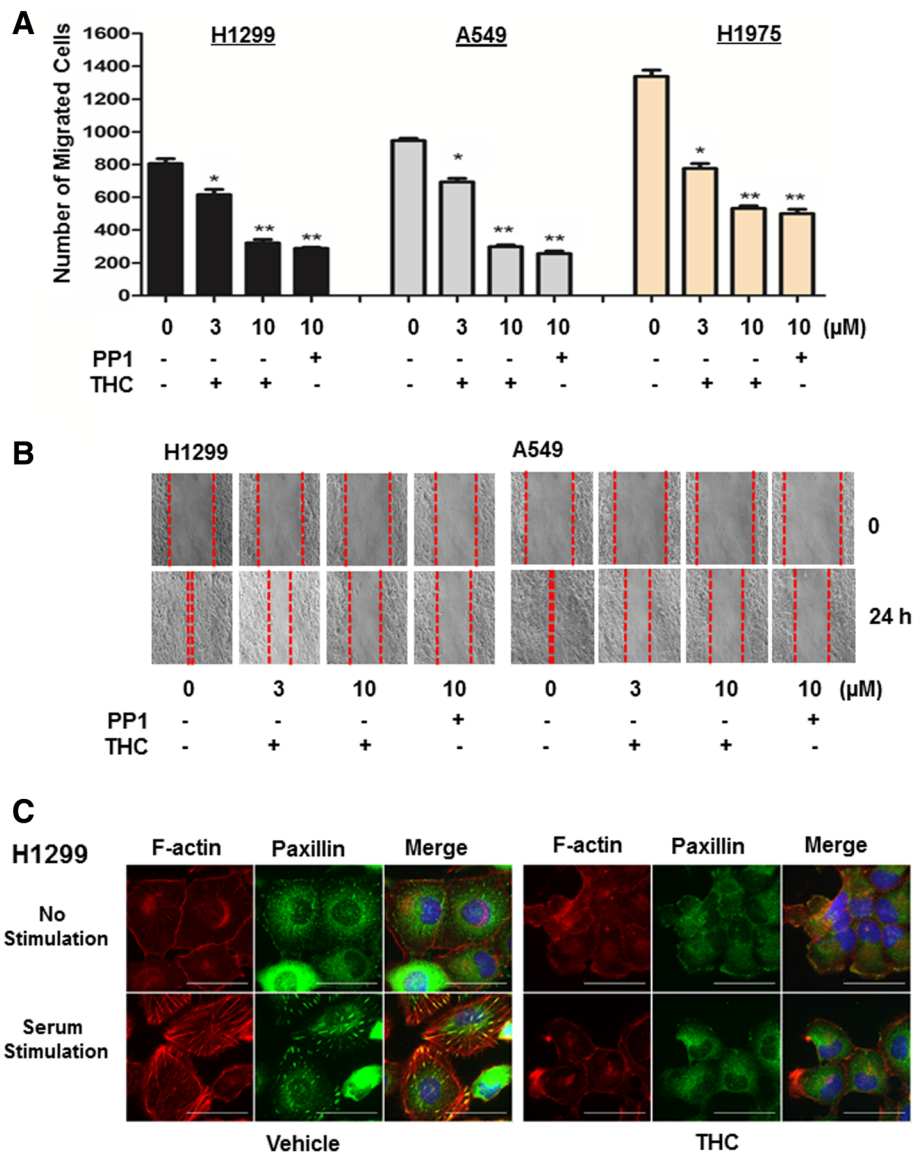 A
H1299 A549 H1975
Number of Migrated Cells
1600
1400
1200
1000
800
600
400
200
0
* ** ** * ** ** * ** **
0 3 10 10 0 3 10 10 0 3 10 10 (µM)
PP1 - - - + - - - + - - - +
THC - + + - - + + - - + + -
B
H1299 A549
0
24 h
0 3 10 10 0 3 10 10 (µM)
PP1 - - - + - - - +
THC - + + - - + + -
C
H1299 F-actin Paxillin Merge F-actin Paxillin Merge
No
Stimulation
Serum
Stimulation
Vehicle THC